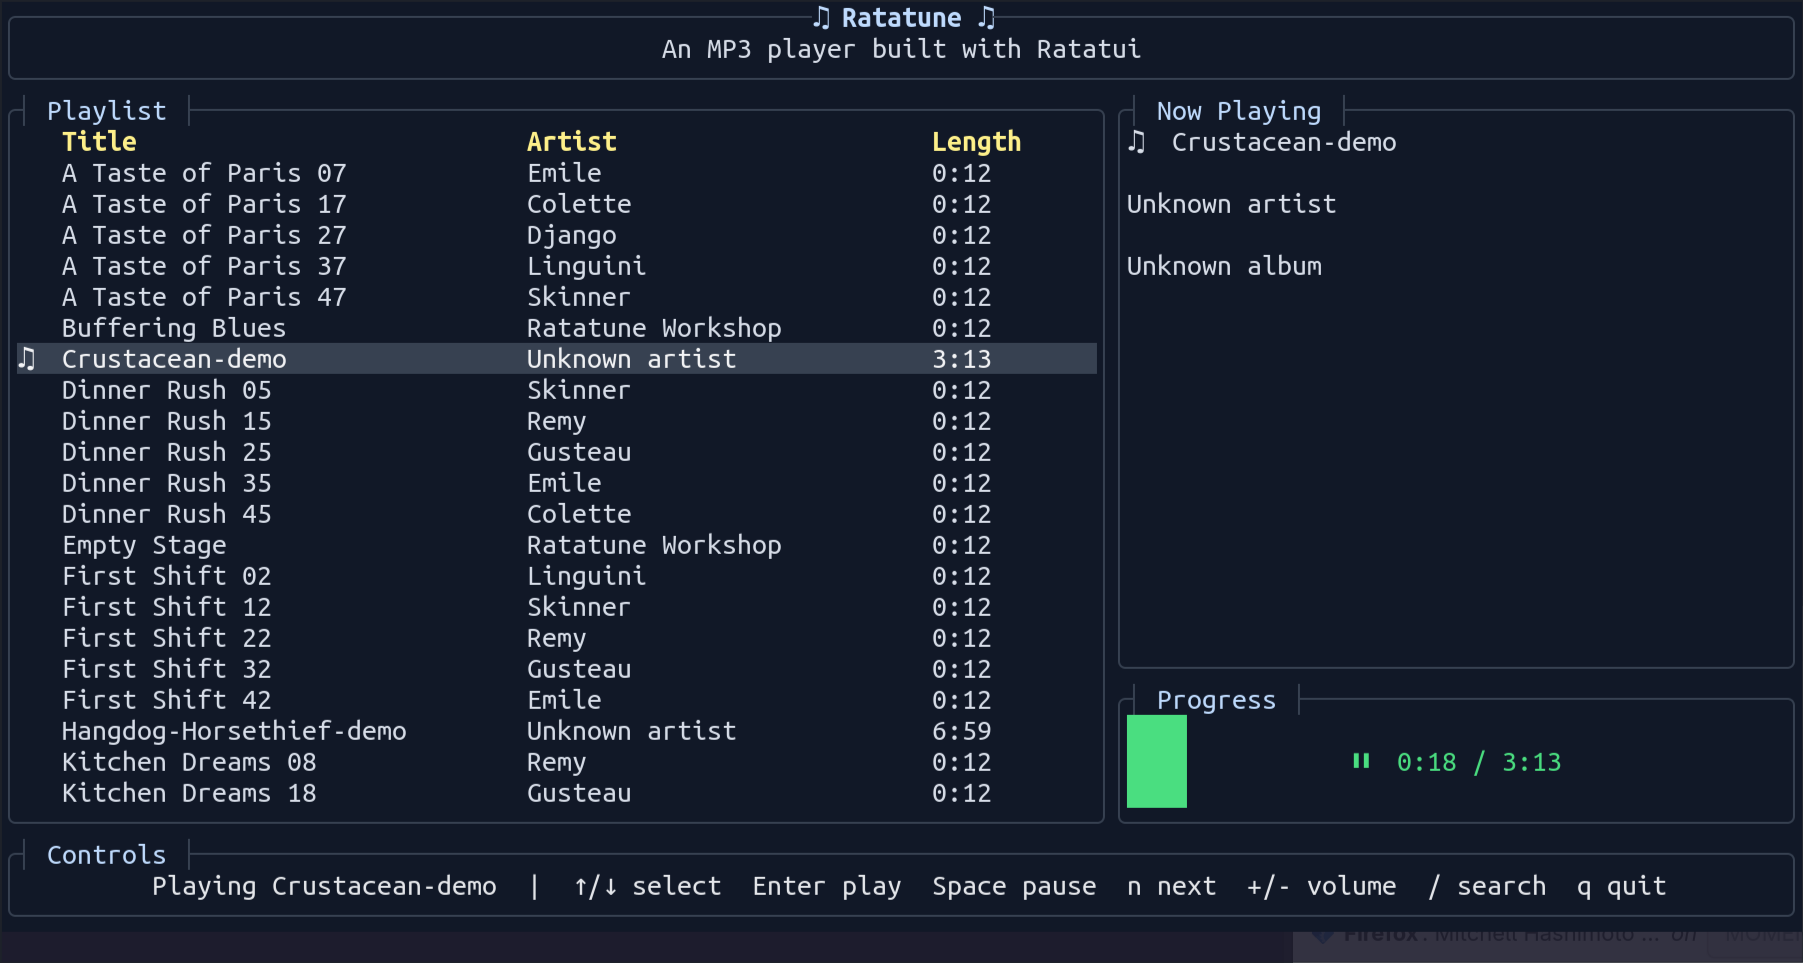 ♫ Ratatune ♫
An MP3 player built with Ratatui
Playlist
Title Artist Length
A Taste of Paris 07 Emile 0:12
A Taste of Paris 17 Colette 0:12
A Taste of Paris 27 Django 0:12
A Taste of Paris 37 Linguini 0:12
A Taste of Paris 47 Skinner 0:12
Buffering Blues Ratatune Workshop 0:12
♫ Crustacean-demo Unknown artist 3:13
Dinner Rush 05 Skinner 0:12
Dinner Rush 15 Remy 0:12
Dinner Rush 25 Gusteau 0:12
Dinner Rush 35 Emile 0:12
Dinner Rush 45 Colette 0:12
Empty Stage Ratatune Workshop 0:12
First Shift 02 Linguini 0:12
First Shift 12 Skinner 0:12
First Shift 22 Remy 0:12
First Shift 32 Gusteau 0:12
First Shift 42 Emile 0:12
Hangdog-Horsethief-demo Unknown artist 6:59
Kitchen Dreams 08 Remy 0:12
Kitchen Dreams 18 Gusteau 0:12
Now Playing
♫ Crustacean-demo
Unknown artist
Unknown album
Progress
⏸ 0:18 / 3:13
Controls
Playing Crustacean-demo | ↑/↓ select Enter play Space pause n next +/- volume / search q quit
Firefox: Mitchell Hashimoto ... on